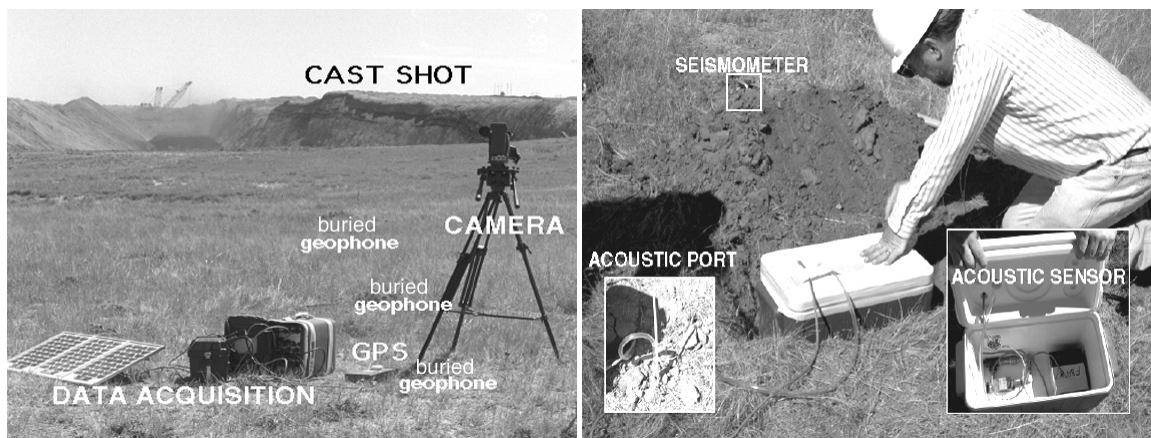 CAST SHOT
CAMERA
buried
geophone
buried
geophone
GPS
buried
geophone
DATA ACQUISITION
SEISMOMETER
ACOUSTIC PORT
ACOUSTIC SENSOR